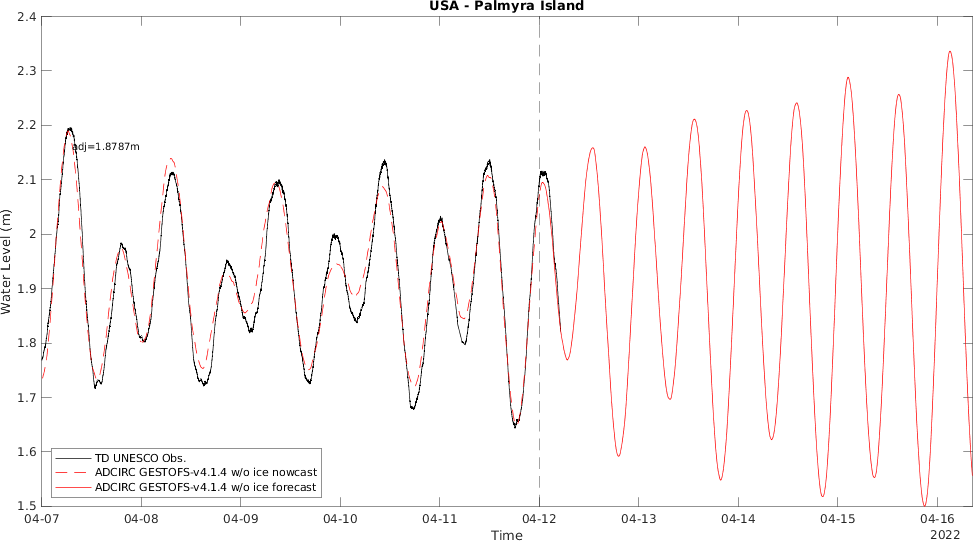 USA - Palmyra Island
2.4
2.3
2.2
2.1
2
1.9
1.8
1.7
1.6
1.5
Water Level (m)
adj=1.8787m
TD UNESCO Obs.
ADCIRC GESTOFS-v4.1.4 w/o ice nowcast
ADCIRC GESTOFS-v4.1.4 w/o ice forecast
04-07 04-08 04-09 04-10 04-11 04-12 04-13 04-14 04-15 04-16
Time
2022